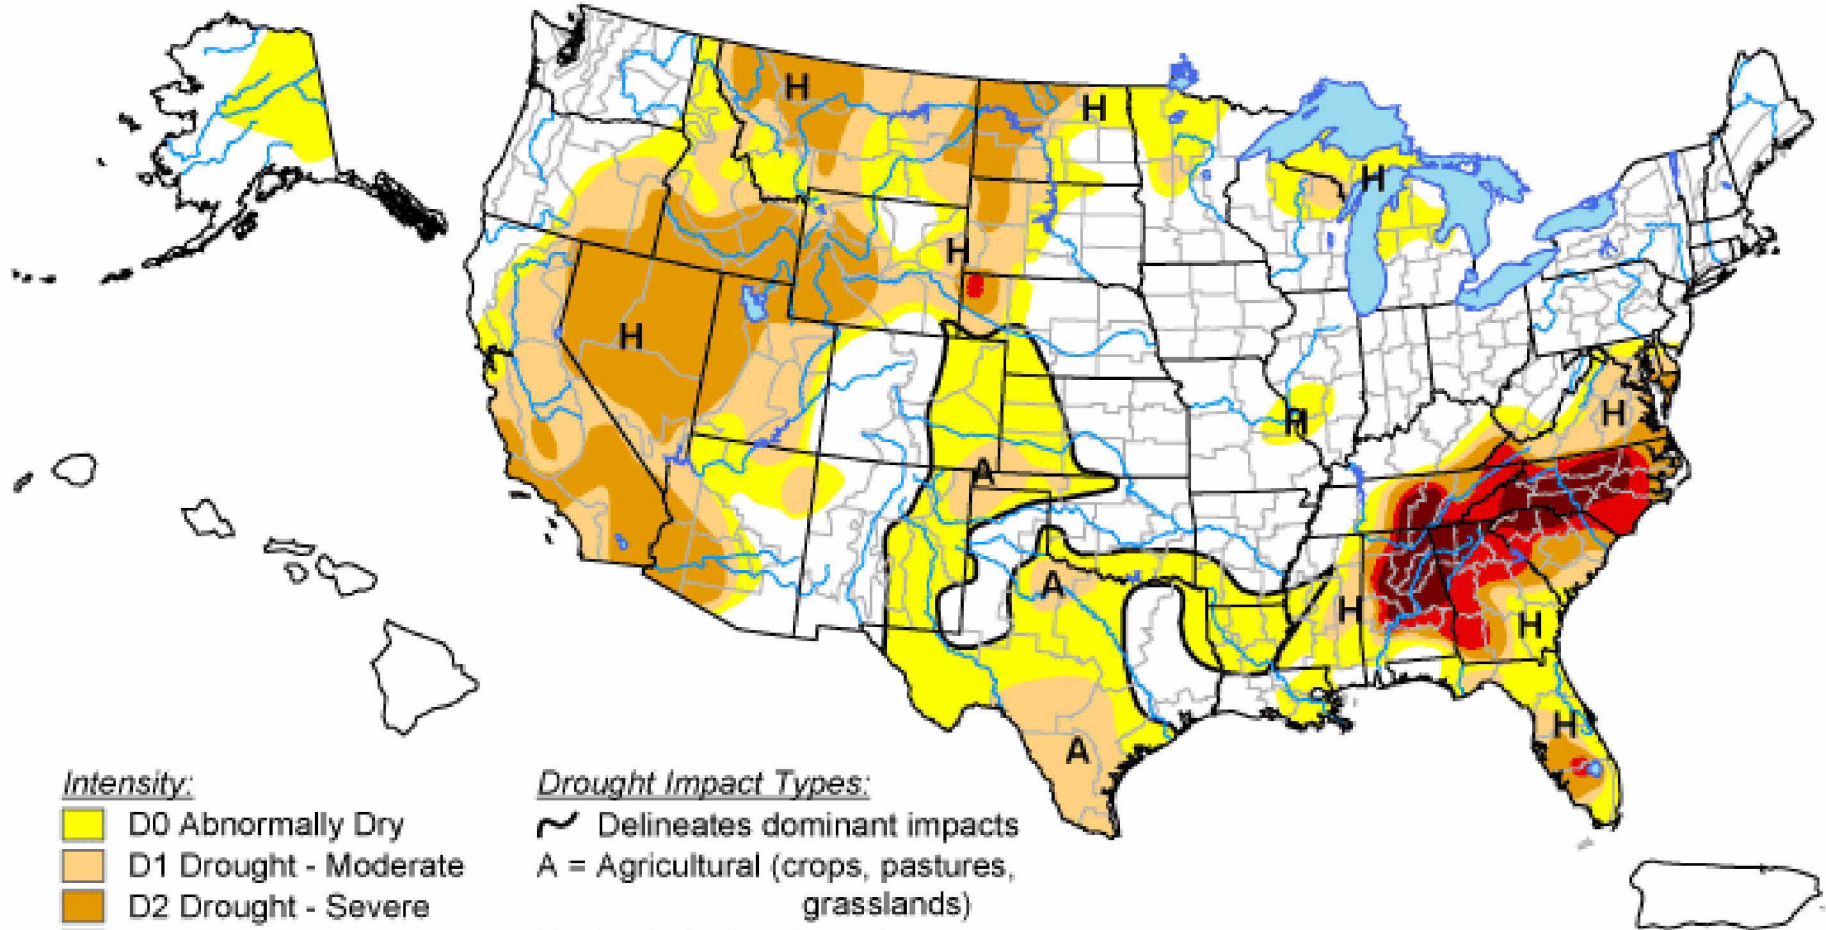 H
H
H
H
H
H
H
A
H
A
H
H
A
H
Intensity:
D0 Abnormally Dry
D1 Drought - Moderate
D2 Drought - Severe
Drought Impact Types:
Delineates dominant impacts
A = Agricultural (crops, pastures,
grasslands)